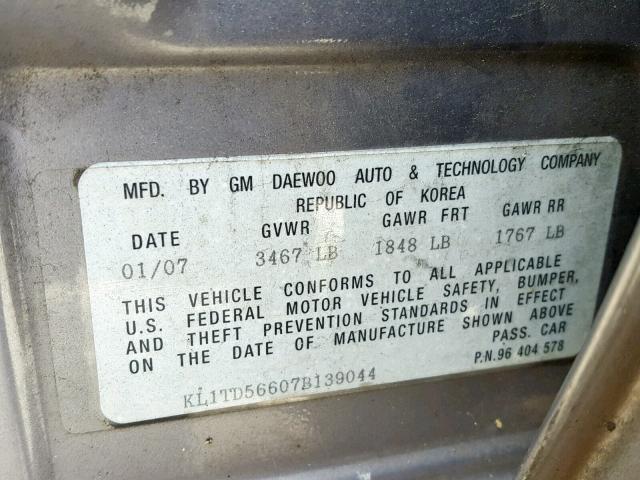 MFD. BY GM DAEWOO AUTO & TECHNOLOGY COMPANY
REPUBLIC OF KOREA
DATE GVWR GAWR FRT GAWR RR
01/07 3467 LB 1848 LB 1767 LB
THIS VEHICLE CONFORMS TO ALL APPLICABLE
U.S. FEDERAL MOTOR VEHICLE SAFETY, BUMPER,
AND THEFT PREVENTION STANDARDS IN EFFECT
ON THE DATE OF MANUFACTURE SHOWN ABOVE
PASS. CAR
P.N.96 404 578
KL1TD56607B139044